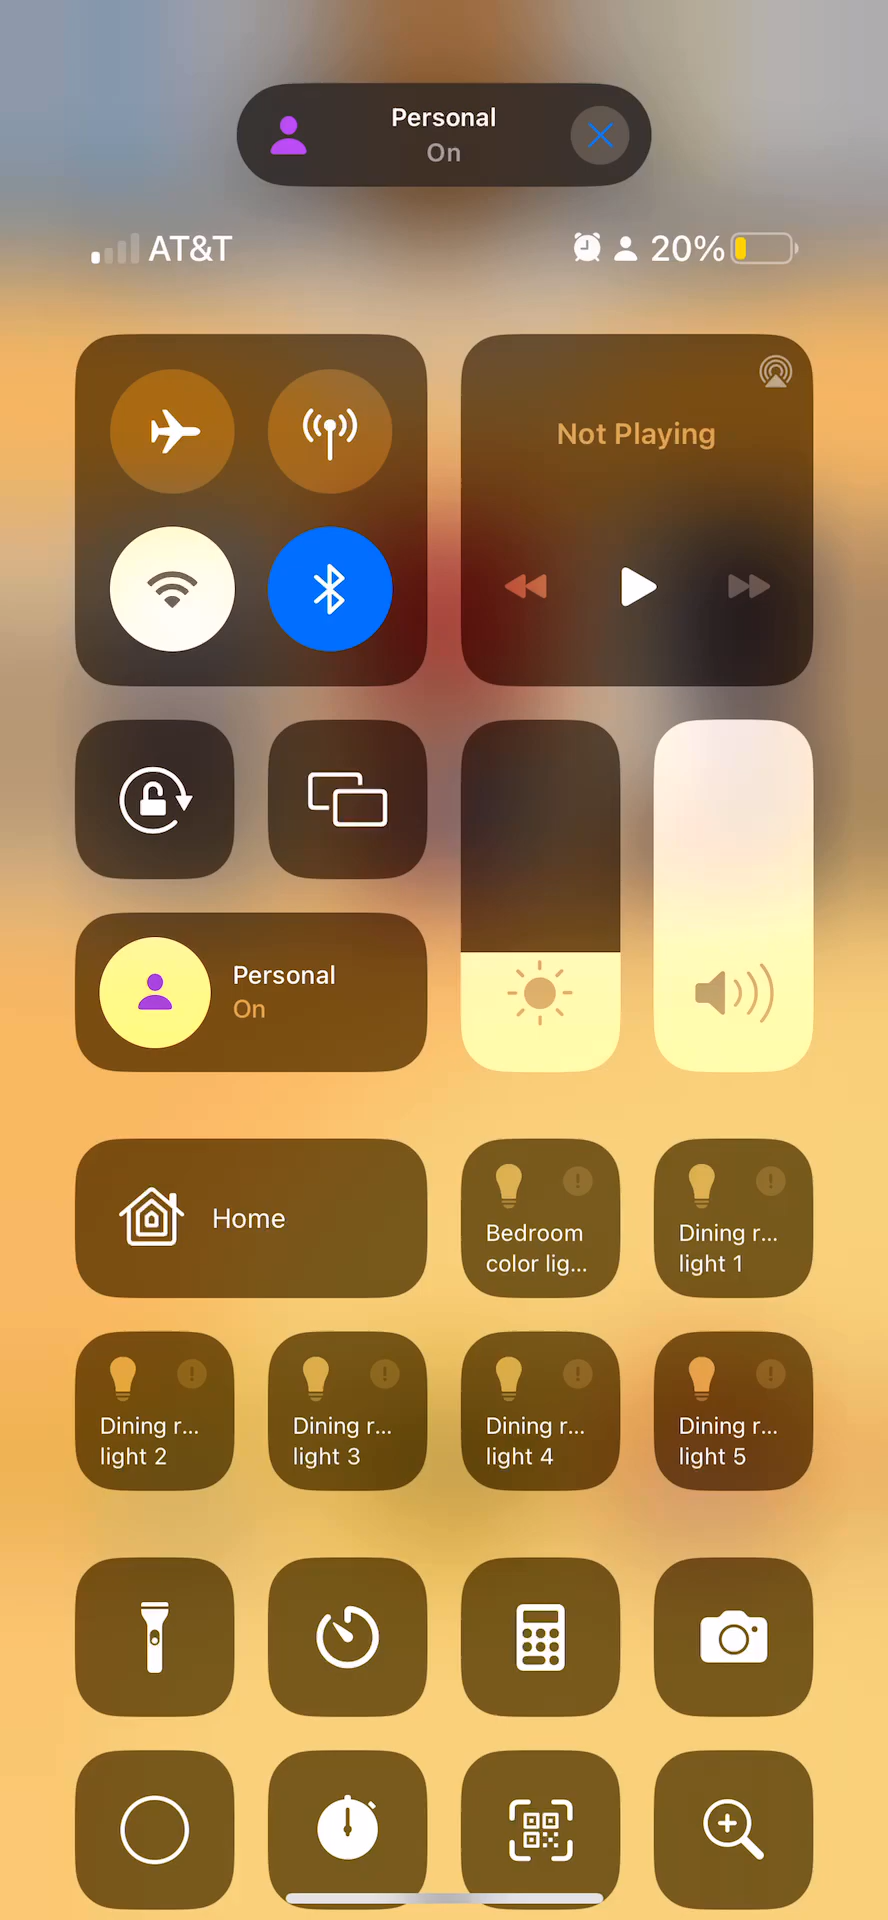 Personal
On
AT&T
20%
Not Playing
Personal
On
Home
Bedroom
color lig...
Dining r...
light 1
Dining r...
light 2
Dining r...
light 3
Dining r...
light 4
Dining r...
light 5